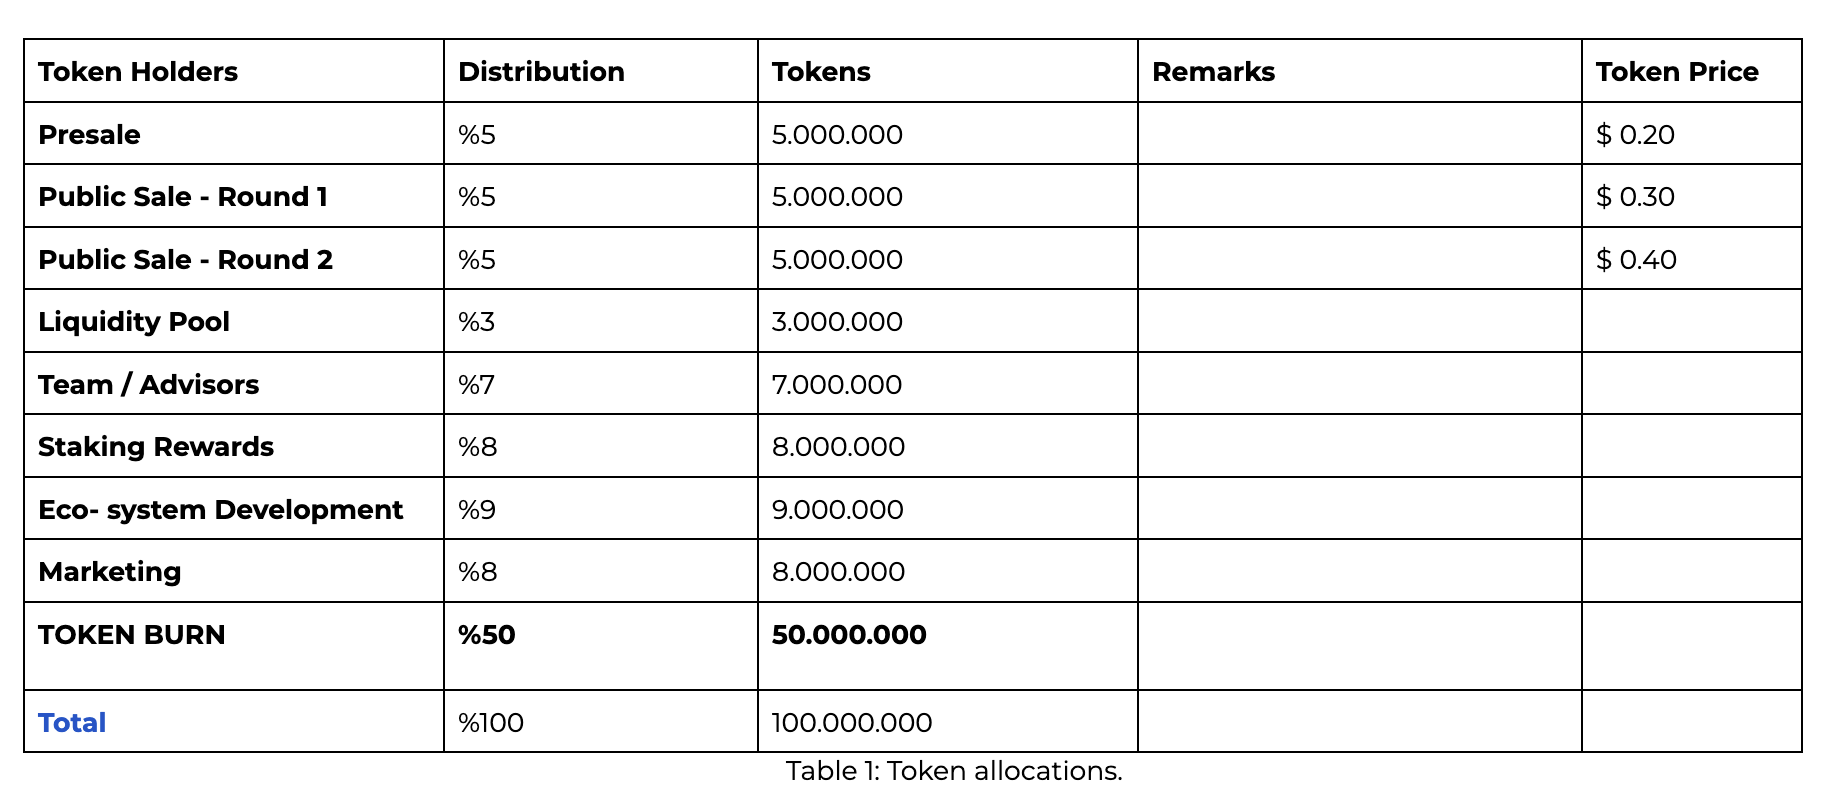 Token Holders Distribution Tokens Remarks Token Price
Presale %5 5.000.000 $ 0.20
Public Sale - Round 1 %5 5.000.000 $ 0.30
Public Sale - Round 2 %5 5.000.000 $ 0.40
Liquidity Pool %3 3.000.000
Team / Advisors %7 7.000.000
Staking Rewards %8 8.000.000
Eco- system Development %9 9.000.000
Marketing %8 8.000.000
TOKEN BURN %50 50.000.000
Total %100 100.000.000
Table 1: Token allocations.